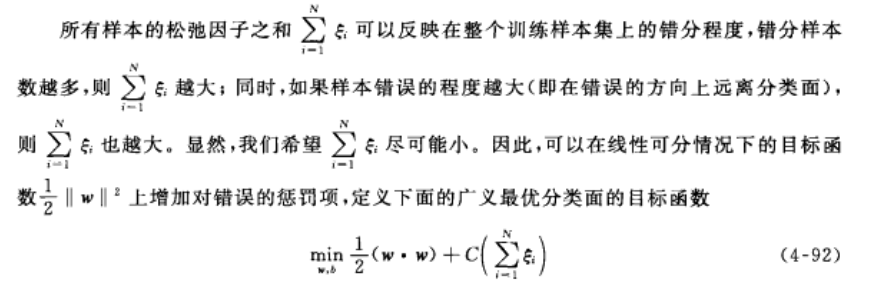 所有样本的松弛因子之和 $\sum_{i=1}^{N} \xi_i$ 可以反映在整个训练样本集上的错分程度,错分样本
数越多,则 $\sum_{i=1}^{N} \xi_i$ 越大;同时,如果样本错误的程度越大(即在错误的方向上远离分类面),
则 $\sum_{i=1}^{N} \xi_i$ 也越大。显然,我们希望 $\sum_{i=1}^{N} \xi_i$ 尽可能小。因此,可以在线性可分情况下的目标函
数 $\frac{1}{2} \| \boldsymbol{w} \|^2$ 上增加对错误的惩罚项,定义下面的广义最优分类面的目标函数
$\min_{\boldsymbol{w},b} \frac{1}{2} (\boldsymbol{w} \cdot \boldsymbol{w}) + C \left( \sum_{i=1}^{N} \xi_i \right)$ (4-92)